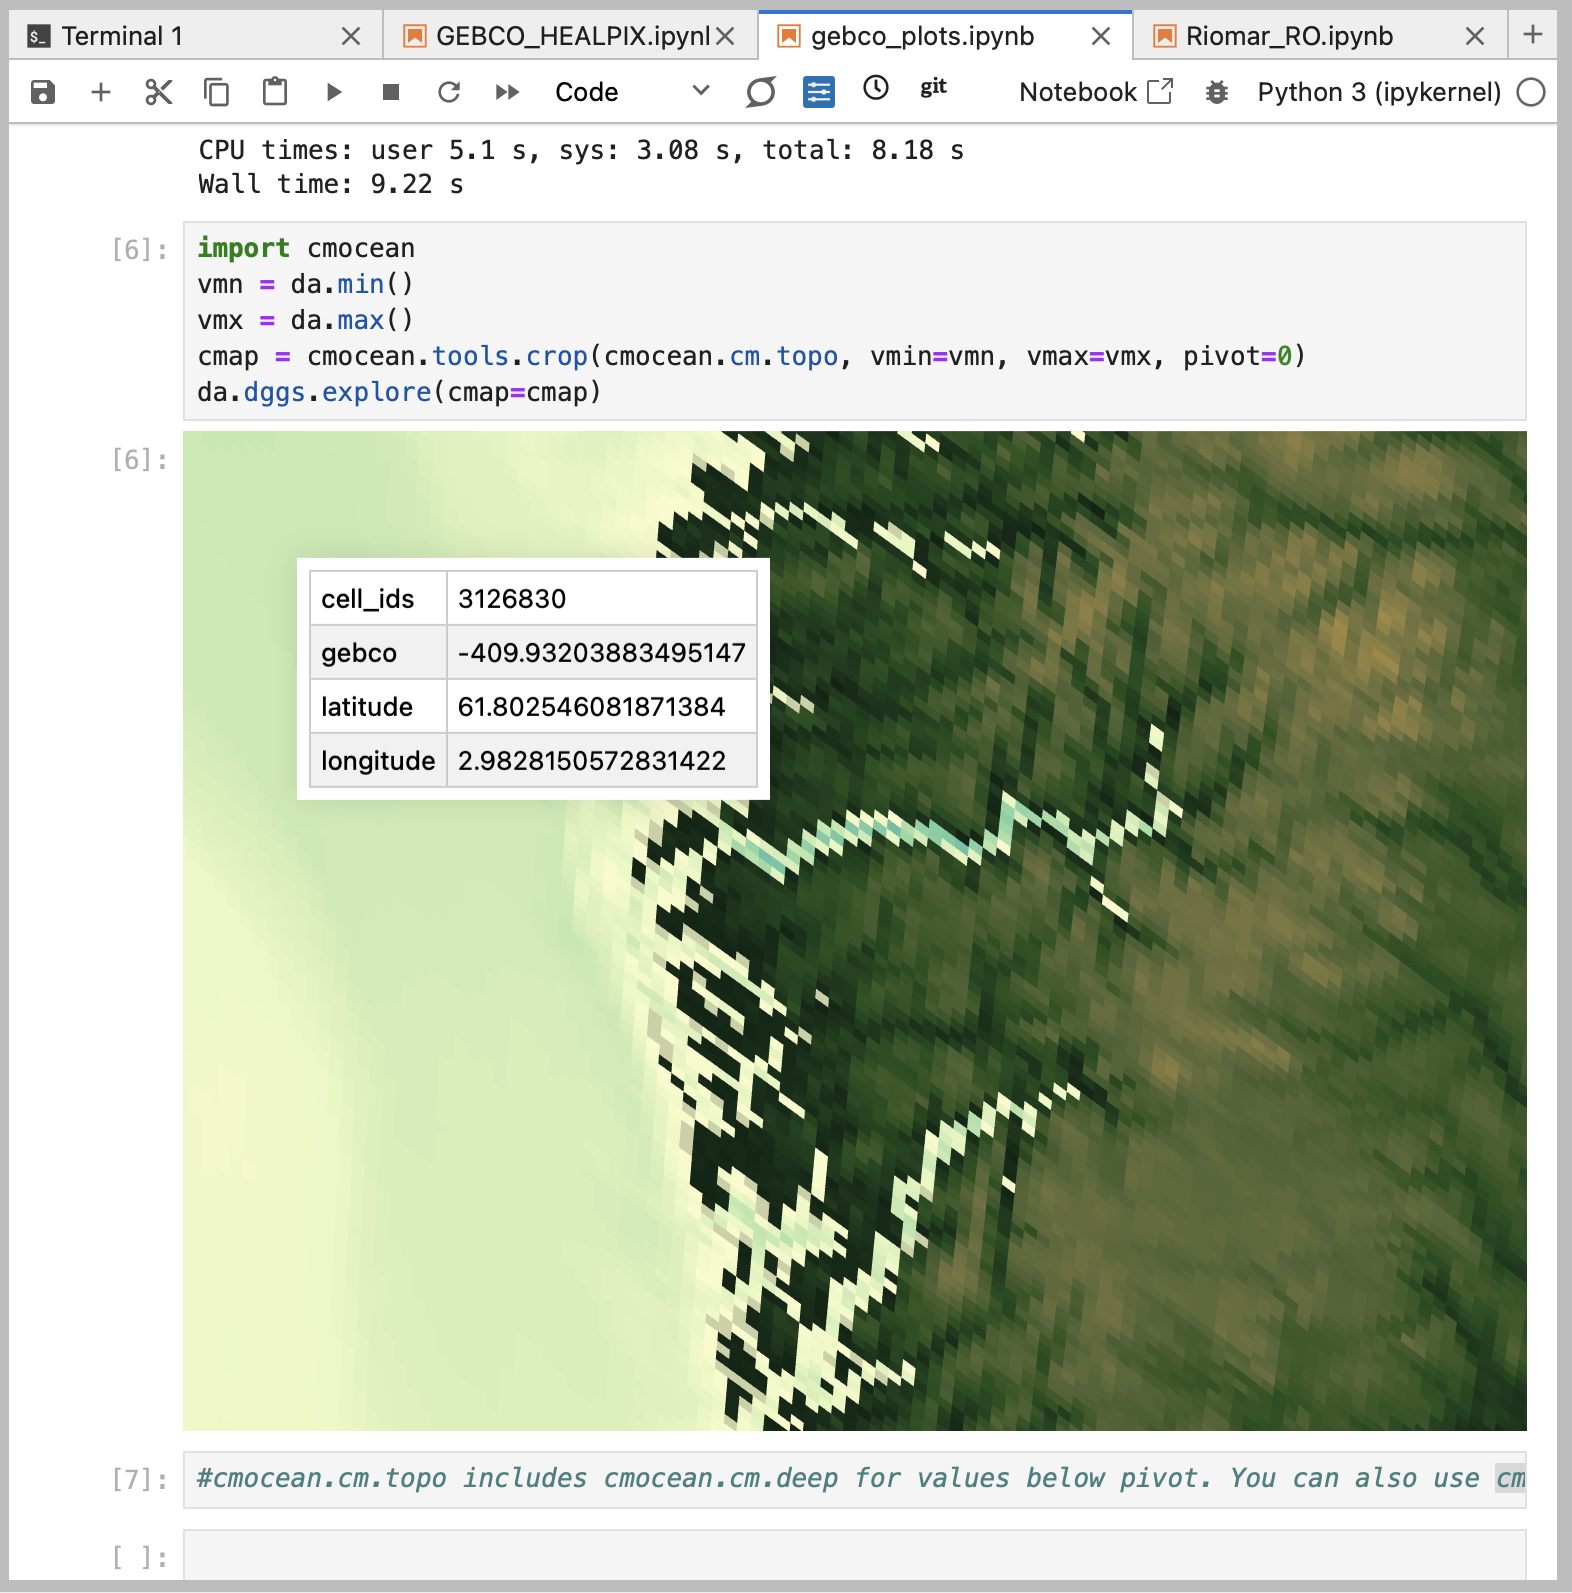 Terminal 1
GEBCO_HEALPIX.ipynl
gebco_plots.ipynb
Riomar_RO.ipynb
Code
git
Notebook
Python 3 (ipykernel)
CPU times: user 5.1 s, sys: 3.08 s, total: 8.18 s
Wall time: 9.22 s
[6]:
import cmocean
vmn = da.min()
vmx = da.max()
cmap = cmocean.tools.crop(cmocean.cm.topo, vmin=vmn, vmax=vmx, pivot=0)
da.dggs.explore(cmap=cmap)
[6]:
cell_ids 3126830
gebco -409.93203883495147
latitude 61.802546081871384
longitude 2.9828150572831422
[7]: #cmocean.cm.topo includes cmocean.cm.deep for values below pivot. You can also use cm
[ ]: